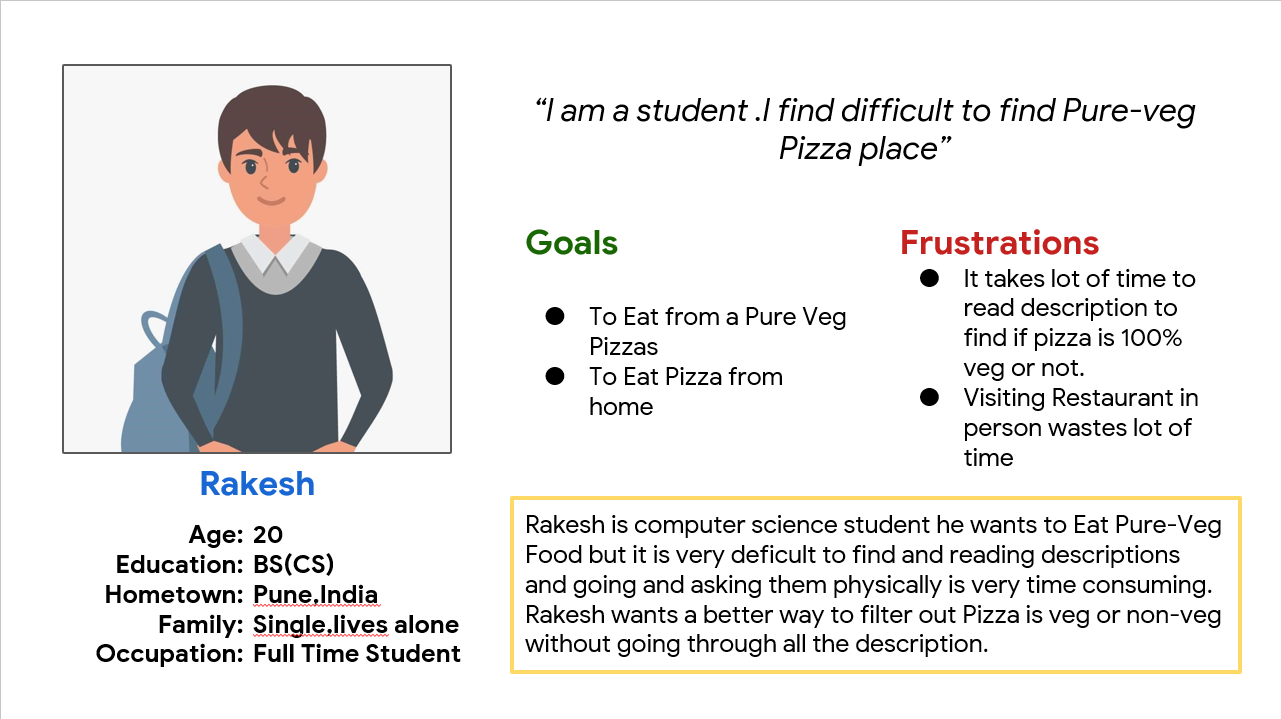 “I am a student .I find difficult to find Pure-veg
Pizza place”
Goals
To Eat from a Pure Veg
Pizzas
To Eat Pizza from
home
Frustrations
It takes lot of time to
read description to
find if pizza is 100%
veg or not.
Visiting Restaurant in
person wastes lot of
time
Rakesh
Age: 20
Education: BS(CS)
Hometown: Pune,India
Family: Single,lives alone
Occupation: Full Time Student
Rakesh is computer science student he wants to Eat Pure-Veg
Food but it is very deficult to find and reading descriptions
and going and asking them physically is very time consuming.
Rakesh wants a better way to filter out Pizza is veg or non-veg
without going through all the description.